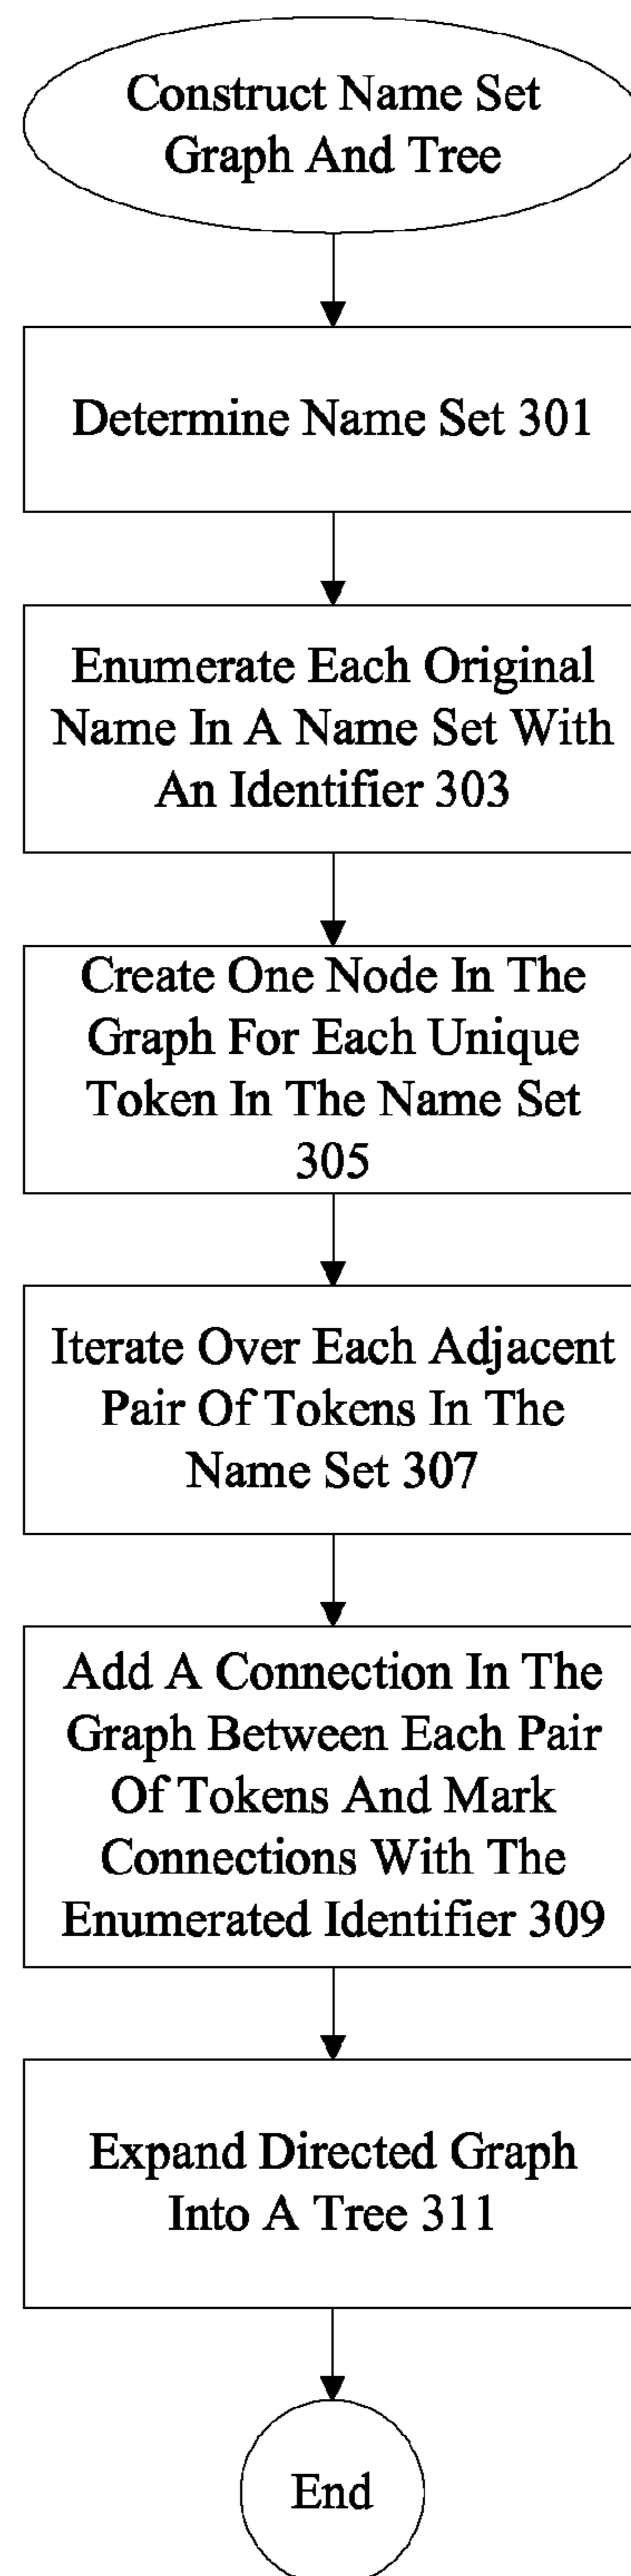 Construct Name Set
Graph And Tree
Determine Name Set 301
Enumerate Each Original
Name In A Name Set With
An Identifier 303
Create One Node In The
Graph For Each Unique
Token In The Name Set
305
Iterate Over Each Adjacent
Pair Of Tokens In The
Name Set 307
Add A Connection In The
Graph Between Each Pair
Of Tokens And Mark
Connections With The
Enumerated Identifier 309
Expand Directed Graph
Into A Tree 311
End